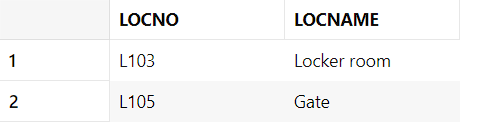 LOCNO LOCNAME
1 L103 Locker room
2 L105 Gate